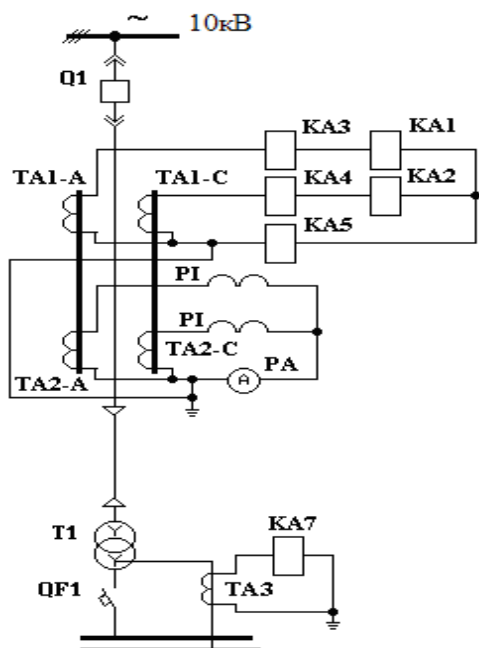 ~ 10кВ
Q1
KA3 KA1
TA1-A TA1-C
KA4 KA2
KA5
PI
PI
TA2-C PA
A
TA2-A
KA7
T1
QF1 TA3